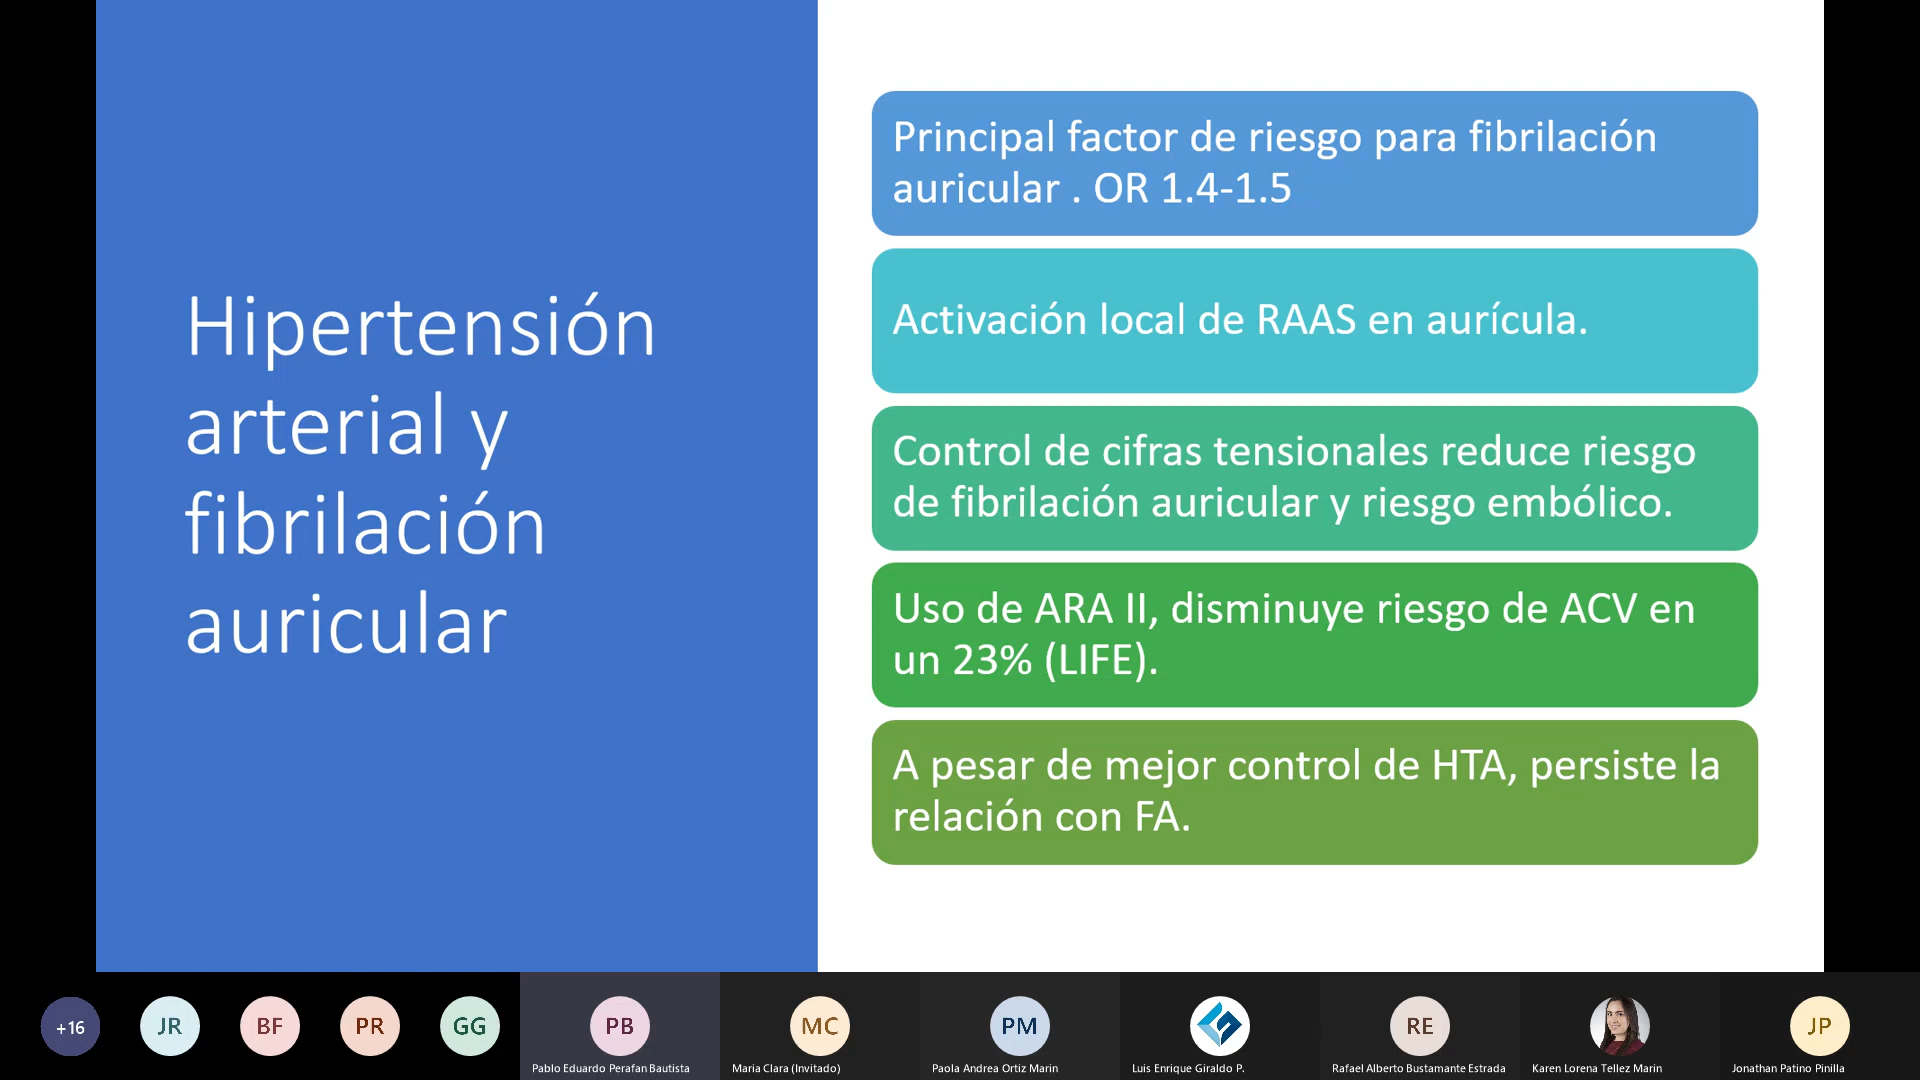 Hipertensión
arterial y
fibrilación
auricular
Principal factor de riesgo para fibrilación
auricular . OR 1.4-1.5
Activación local de RAAS en aurícula.
Control de cifras tensionales reduce riesgo
de fibrilación auricular y riesgo embólico.
Uso de ARA II, disminuye riesgo de ACV en
un 23% (LIFE).
A pesar de mejor control de HTA, persiste la
relación con FA.
+16
JR
BF
PR
GG
PB
MC
PM
RE
JP
Pablo Eduardo Perafan Bautista
Maria Clara (Invitado)
Paola Andrea Ortiz Marin
Luis Enrique Giraldo P.
Rafael Alberto Bustamante Estrada
Karen Lorena Tellez Marin
Jonathan Patino Pinilla